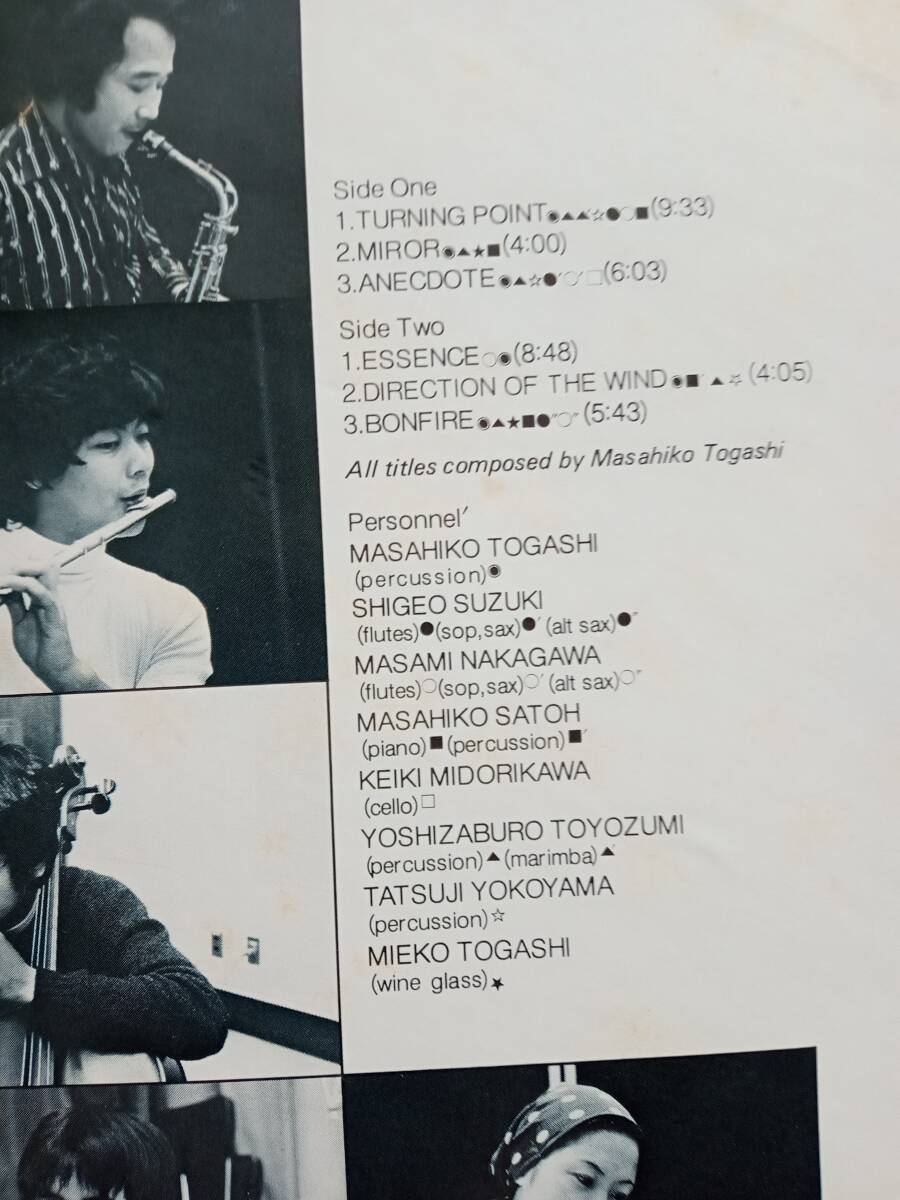 Side One
1.TURNING POINT◉▲▲′☆●○■(9:33)
2.MIROR◉▲★■(4:00)
3.ANECDOTE◉▲☆●′○′□(6:03)
Side Two
1.ESSENCE○◉(8:48)
2.DIRECTION OF THE WIND◉■′▲☆(4:05)
3.BONFIRE◉▲★■●″○″(5:43)
All titles composed by Masahiko Togashi
Personnel′
MASAHIKO TOGASHI
(percussion)◉
SHIGEO SUZUKI
(flutes)●(sop,sax)●′(alt sax)●″
MASAMI NAKAGAWA
(flutes)○(sop,sax)○′(alt sax)○″
MASAHIKO SATOH
(piano)■(percussion)■′
KEIKI MIDORIKAWA
(cello)□
YOSHIZABURO TOYOZUMI
(percussion)▲(marimba)▲′
TATSUJI YOKOYAMA
(percussion)☆
MIEKO TOGASHI
(wine glass)★